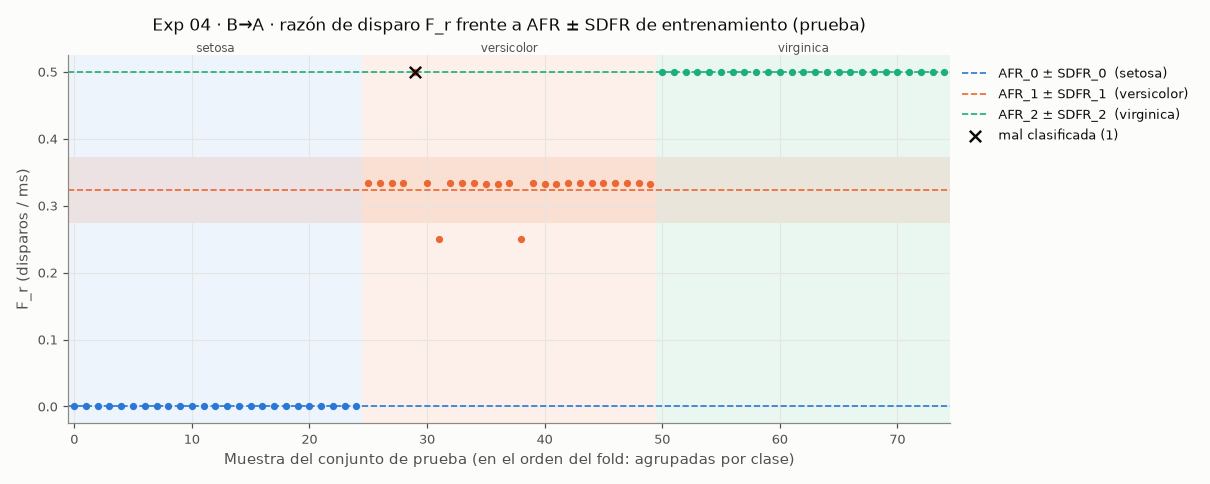 Exp 04 · B→A · razón de disparo F_r frente a AFR ± SDFR de entrenamiento (prueba)
setosa
versicolor
virginica
0.5
0.4
0.3
0.2
0.1
0.0
F_r (disparos / ms)
0
10
20
30
40
50
60
70
Muestra del conjunto de prueba (en el orden del fold: agrupadas por clase)
AFR_0 ± SDFR_0 (setosa)
AFR_1 ± SDFR_1 (versicolor)
AFR_2 ± SDFR_2 (virginica)
mal clasificada (1)